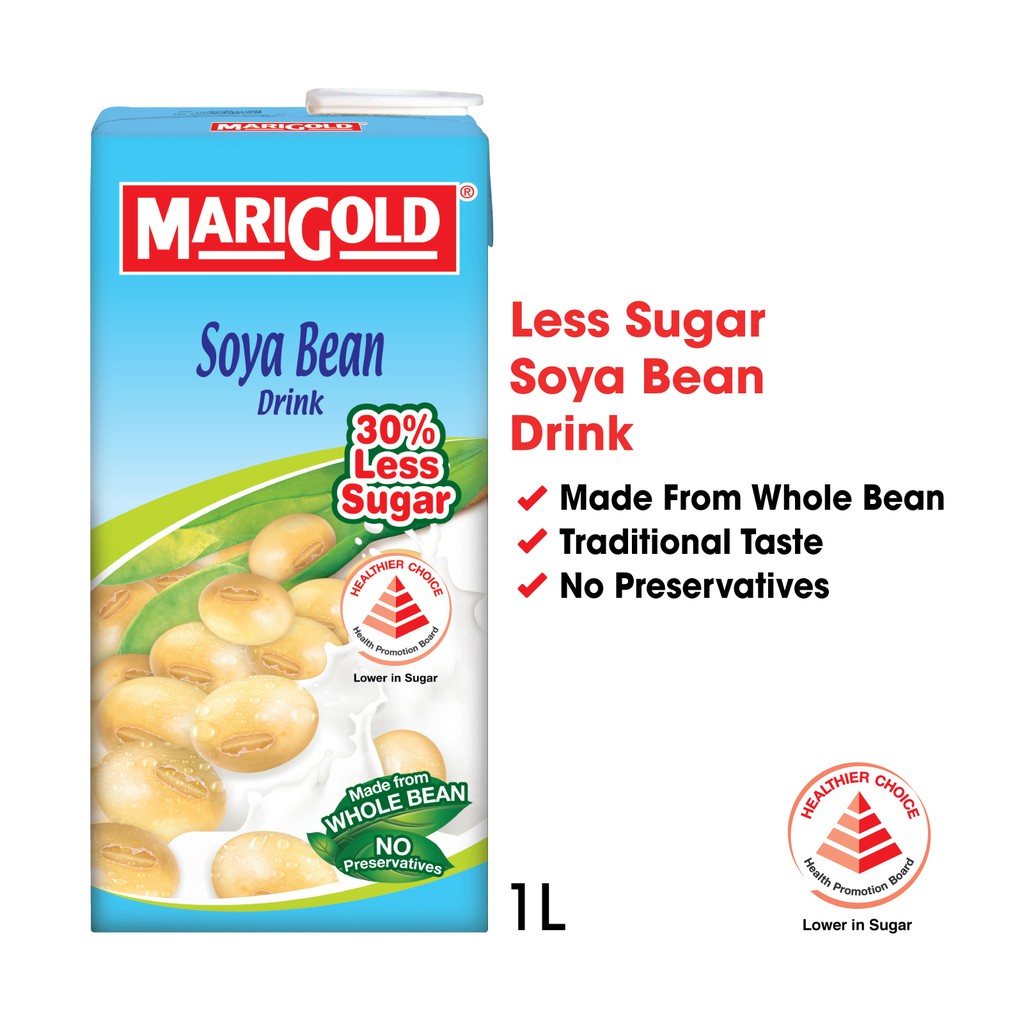 MARIGOLD
MARIGOLD®
Soya Bean
Drink
30%
Less
Sugar
HEALTHIER CHOICE
Health Promotion Board
Lower in Sugar
Made from
WHOLE BEAN
NO
Preservatives
Less Sugar
Soya Bean
Drink
Made From Whole Bean
Traditional Taste
No Preservatives
1L
HEALTHIER CHOICE
Health Promotion Board
Lower in Sugar